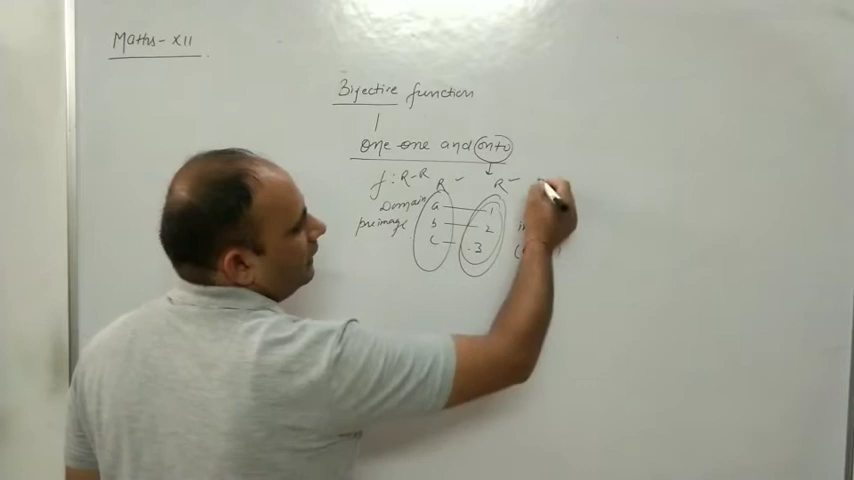 Maths - XII
Bijective function
one one and onto
f : R - R
R R
Domain
preimage
a 1
b 2
c 3